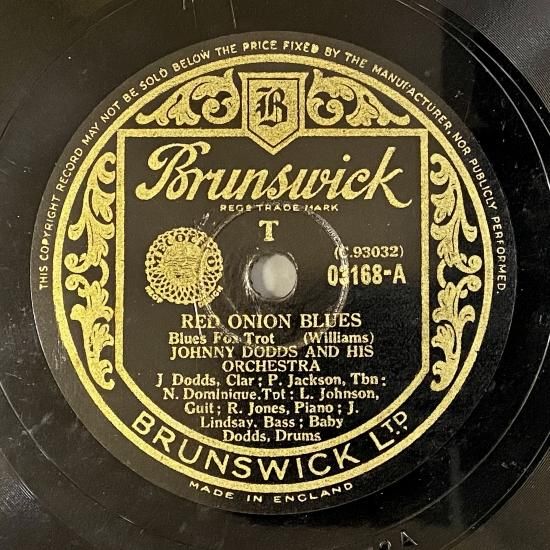 THIS COPYRIGHT RECORD MAY NOT BE SOLD BELOW THE PRICE FIXED BY THE MANUFACTURER, NOR PUBLICLY PERFORMED.
B
Brunswick
REGD TRADE MARK
T
.93032)
03168-A
RED ONION BLUES
Blues Fox Trot (Williams)
JOHNNY DODDS AND HIS
ORCHESTRA
J. Dodds, Clar; P. Jackson, Tbn;
N. Dominique, Tpt; L. Johnson,
Guit; R. Jones, Piano; J.
Lindsay, Bass; Baby
Dodds, Drums
BRUNSWICK LTD.
MADE IN ENGLAND